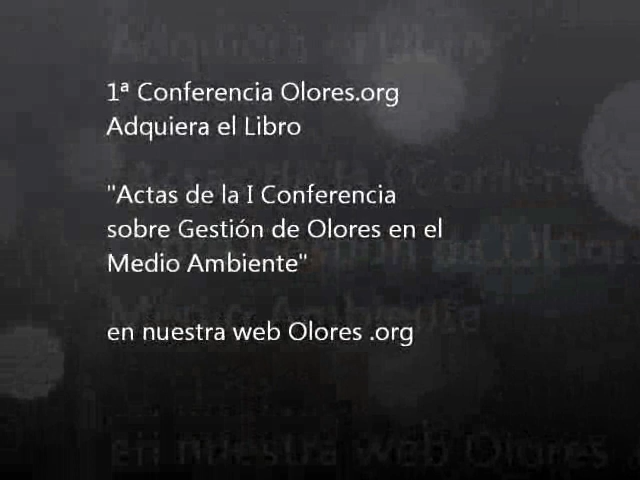 1ª Conferencia Olores.org
Adquiera el Libro
"Actas de la I Conferencia
sobre Gestión de Olores en el
Medio Ambiente"
en nuestra web Olores .org